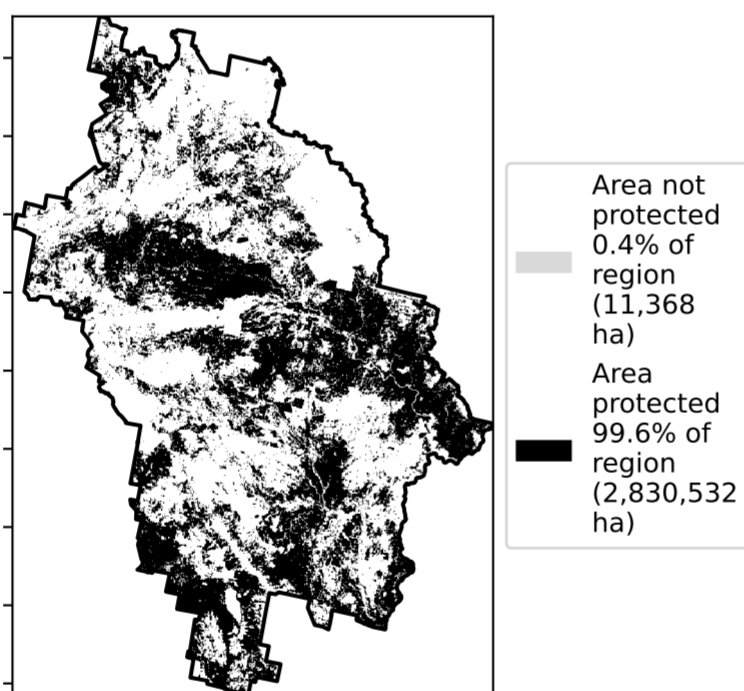 Area not
protected
0.4% of
region
(11,368
ha)
Area
protected
99.6% of
region
(2,830,532
ha)